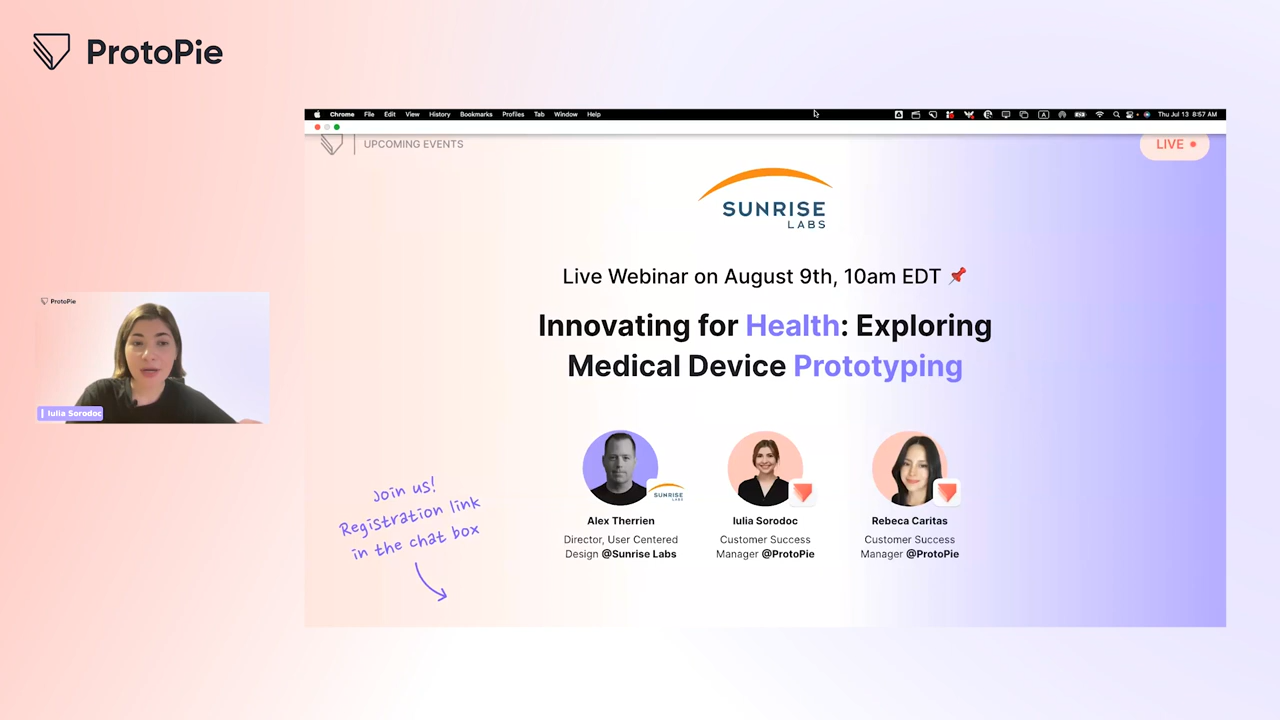 ProtoPie
Chrome File Edit View History Bookmarks Profiles Tab Window Help
Thu Jul 13 8:57 AM
UPCOMING EVENTS
LIVE
SUNRISE
LABS
Live Webinar on August 9th, 10am EDT
Innovating for Health: Exploring
Medical Device Prototyping
ProtoPie
Iulia Sorodoc
SUNRISE
LABS
Alex Therrien
Director, User Centered
Design @Sunrise Labs
Iulia Sorodoc
Customer Success
Manager @ProtoPie
Rebeca Caritas
Customer Success
Manager @ProtoPie
Join us!
Registration link
in the chat box